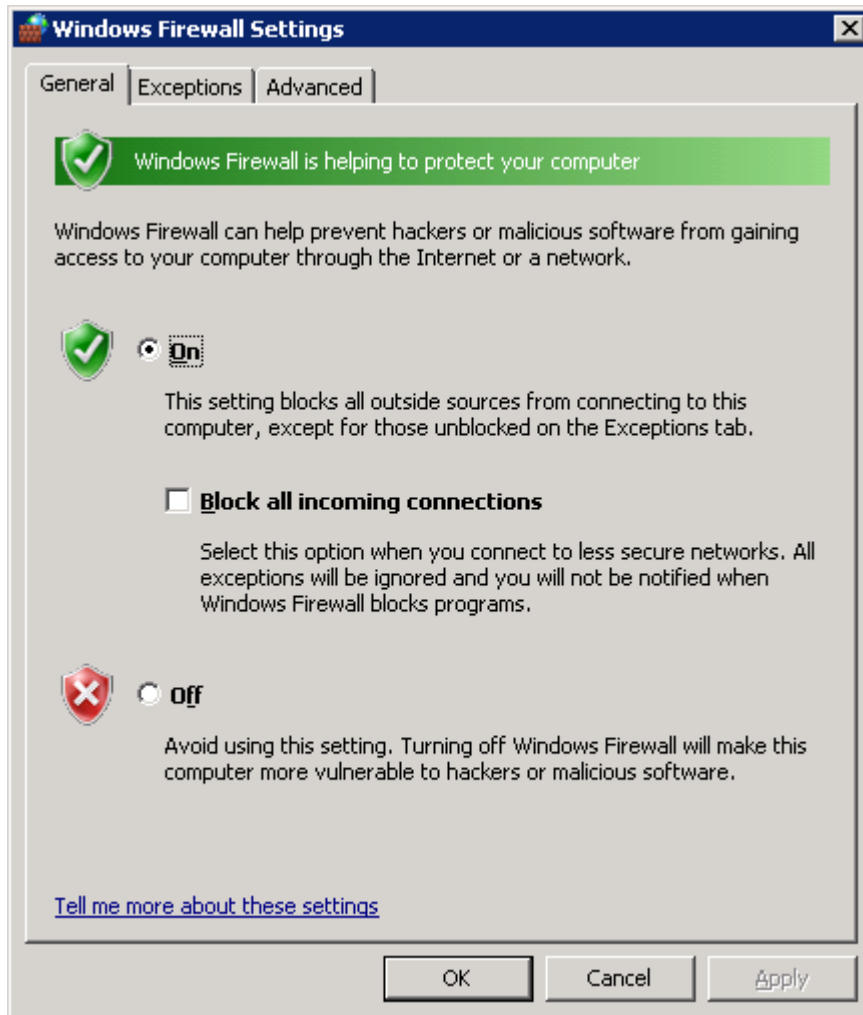 Windows Firewall Settings
General
Exceptions
Advanced
Windows Firewall is helping to protect your computer
Windows Firewall can help prevent hackers or malicious software from gaining
access to your computer through the Internet or a network.
On
This setting blocks all outside sources from connecting to this
computer, except for those unblocked on the Exceptions tab.
Block all incoming connections
Select this option when you connect to less secure networks. All
exceptions will be ignored and you will not be notified when
Windows Firewall blocks programs.
Off
Avoid using this setting. Turning off Windows Firewall will make this
computer more vulnerable to hackers or malicious software.
Tell me more about these settings
OK
Cancel
Apply